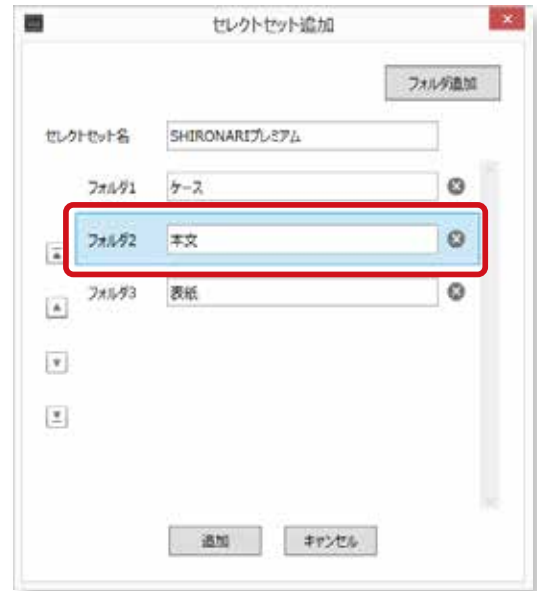 セレクトセット追加
フォルダ追加
セレクトセット名 SHIRONARIプレミアム
フォルダ1 ケース
フォルダ2 本文
フォルダ3 表紙
追加 キャンセル